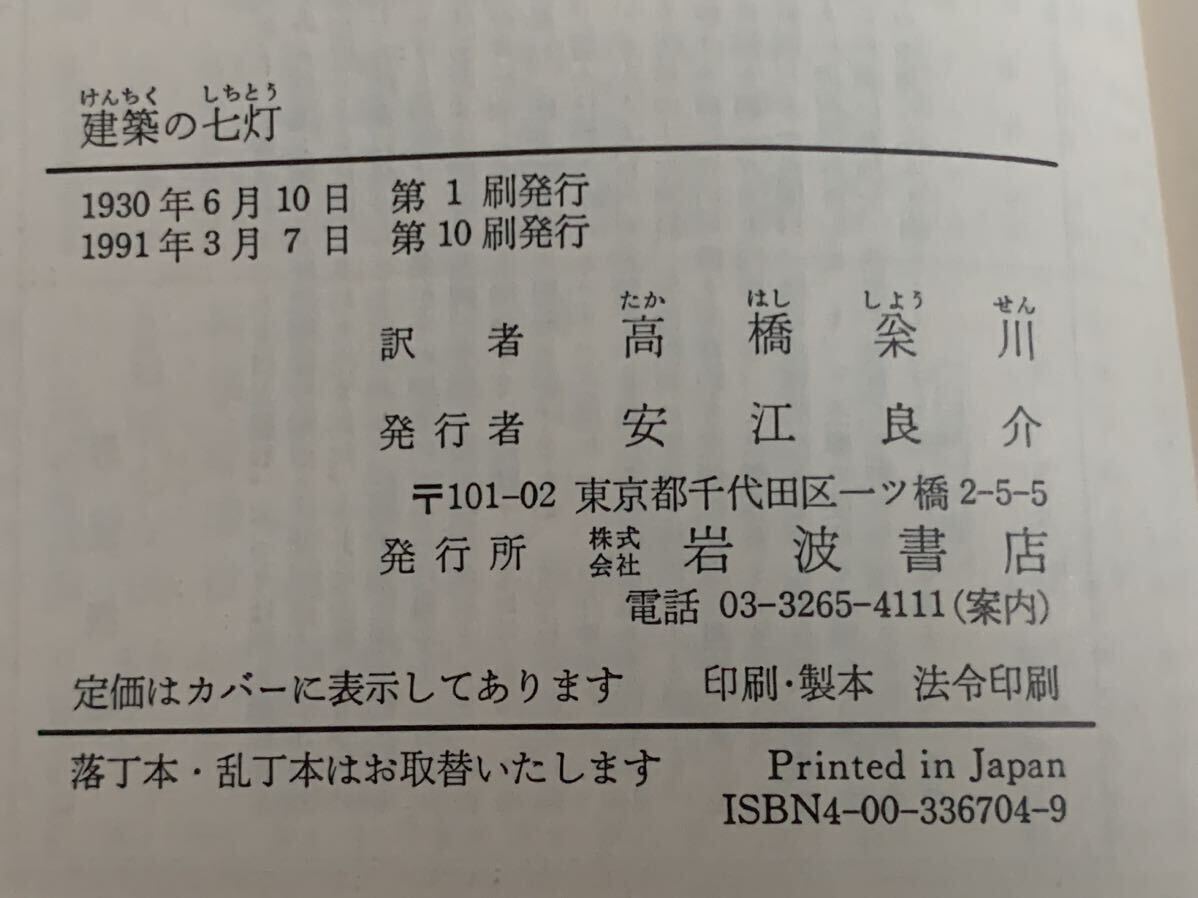 けんちく しちとう
建築の七灯
1930年6月10日 第1刷発行
1991年3月7日 第10刷発行
たか はし しょう せん
訳者 高橋枀川
発行者 安江良介
〒101-02 東京都千代田区一ツ橋2-5-5
発行所 株式会社 岩波書店
電話 03-3265-4111(案内)
定価はカバーに表示してあります 印刷・製本 法令印刷
落丁本・乱丁本はお取替いたします Printed in Japan
ISBN4-00-336704-9